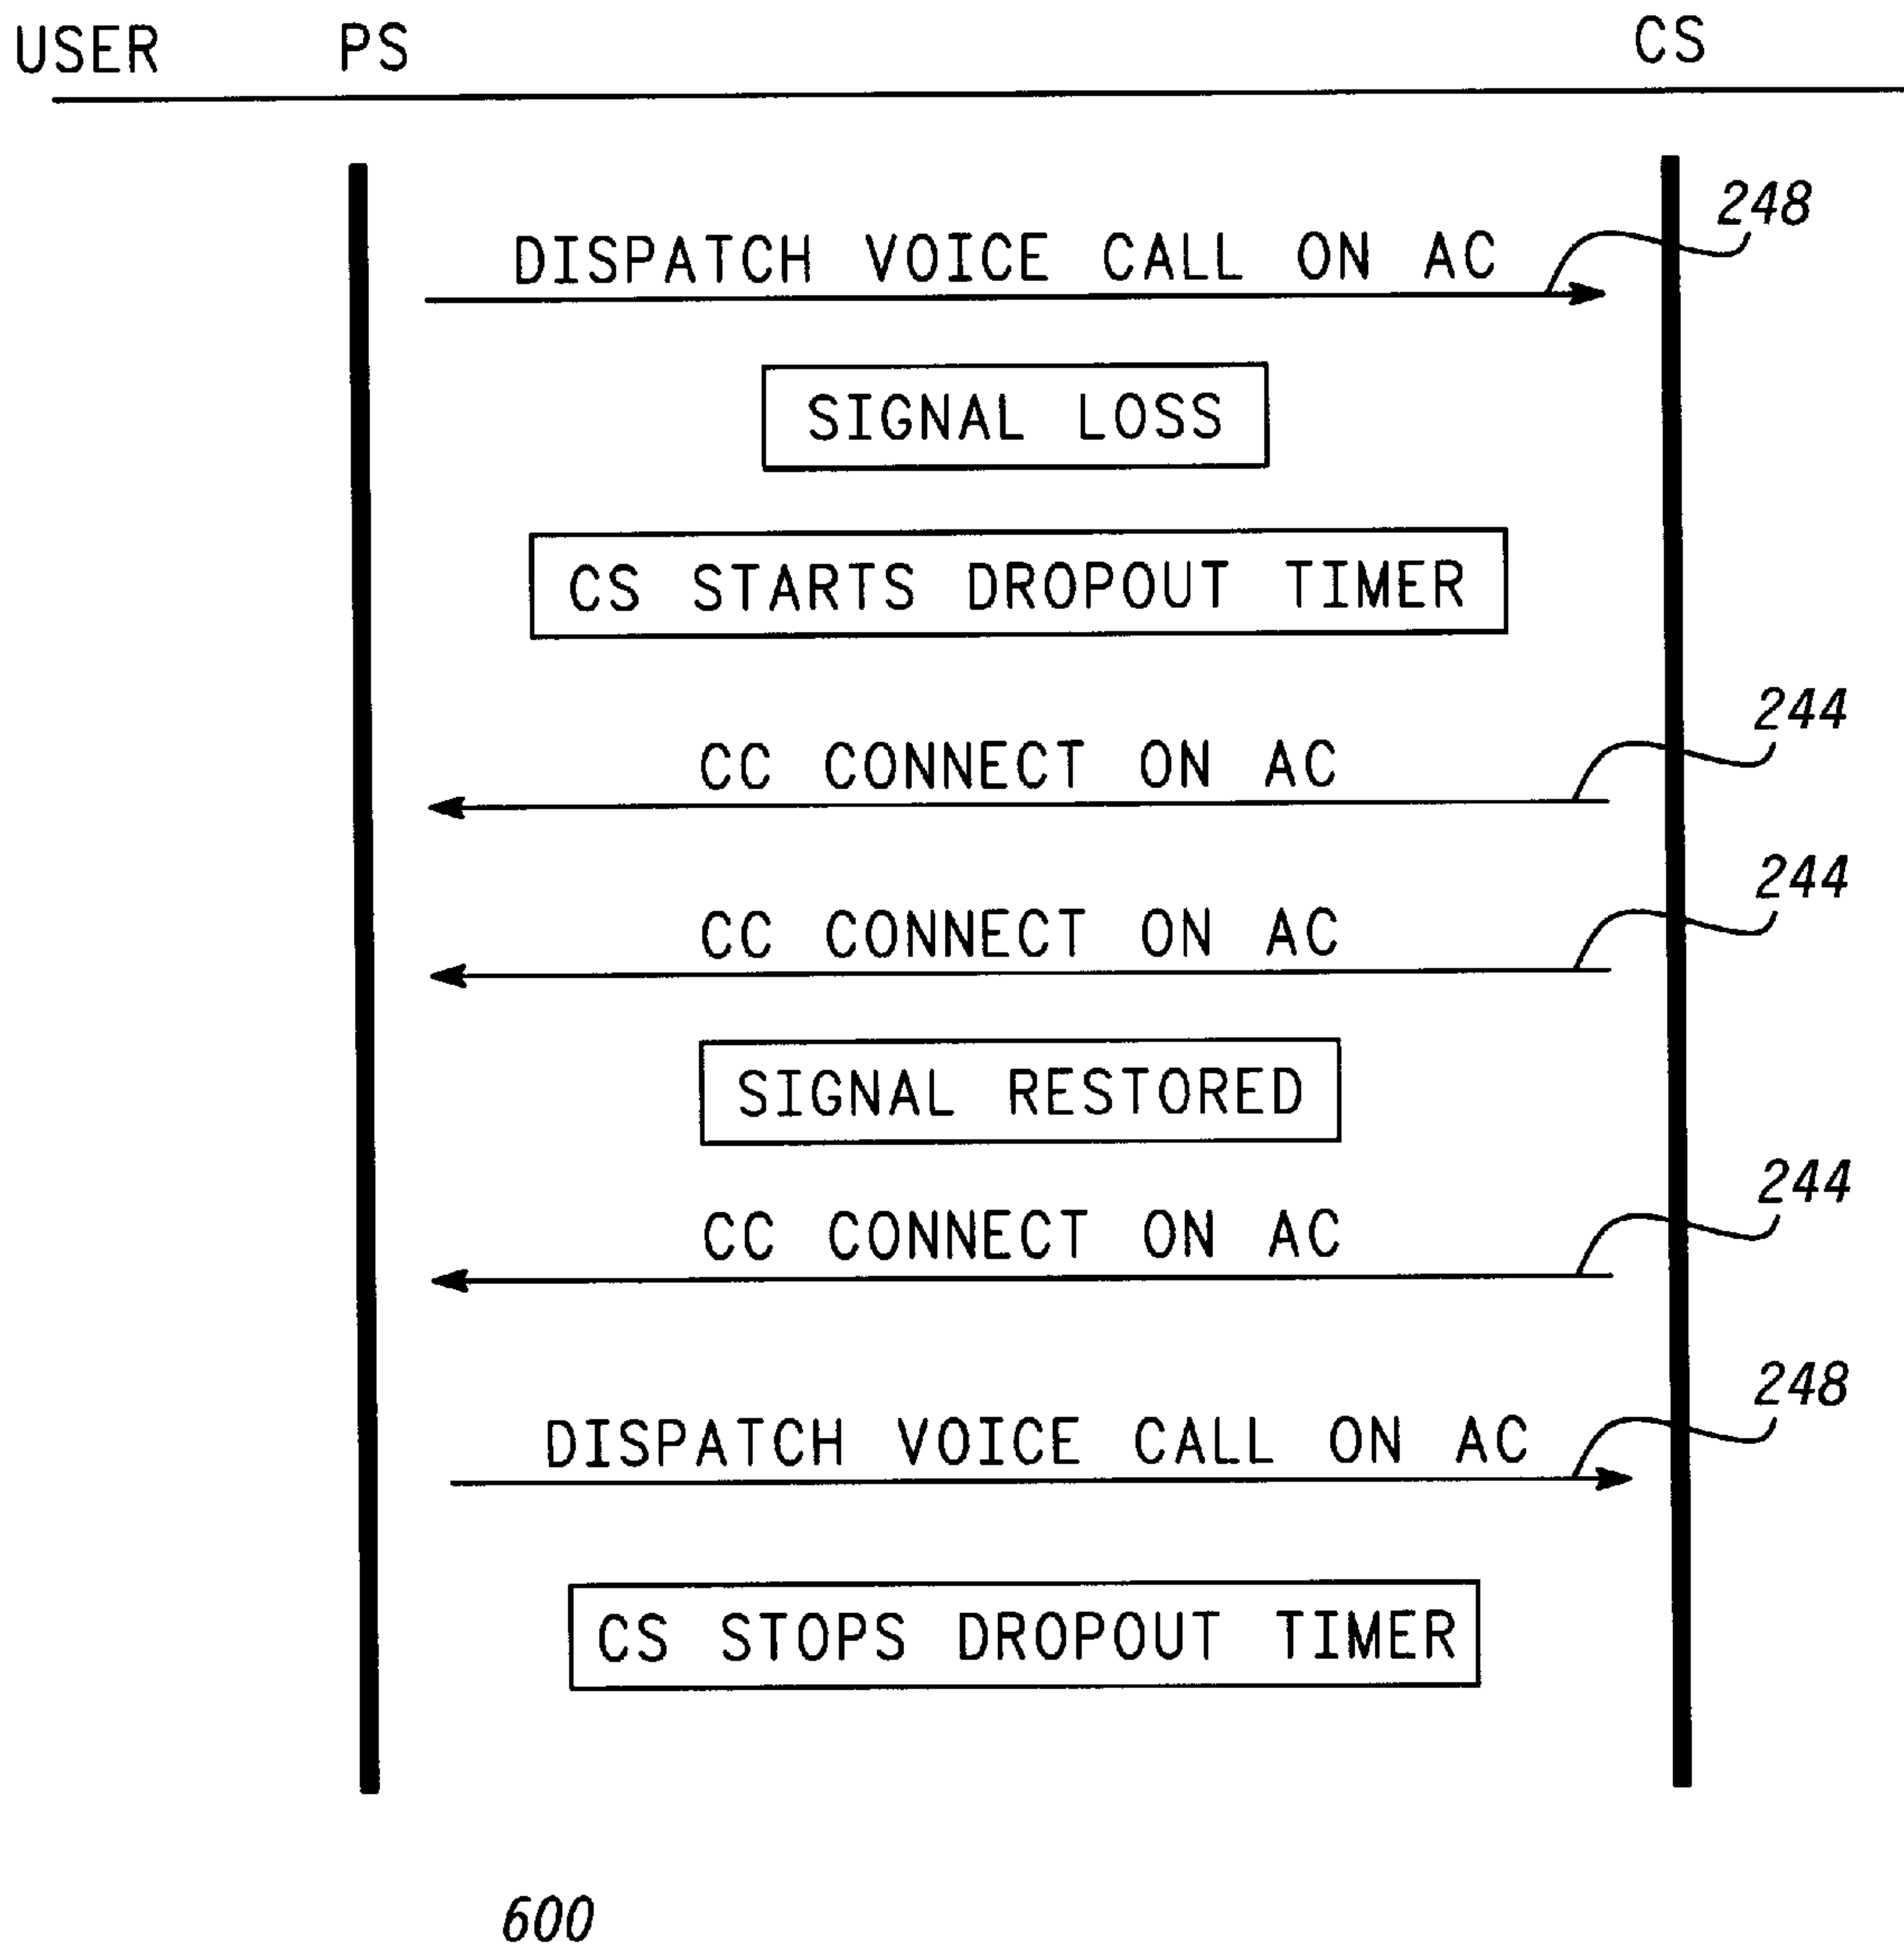 USER PS CS
248
DISPATCH VOICE CALL ON AC
SIGNAL LOSS
CS STARTS DROPOUT TIMER
244
CC CONNECT ON AC
244
CC CONNECT ON AC
SIGNAL RESTORED
244
CC CONNECT ON AC
248
DISPATCH VOICE CALL ON AC
CS STOPS DROPOUT TIMER
600